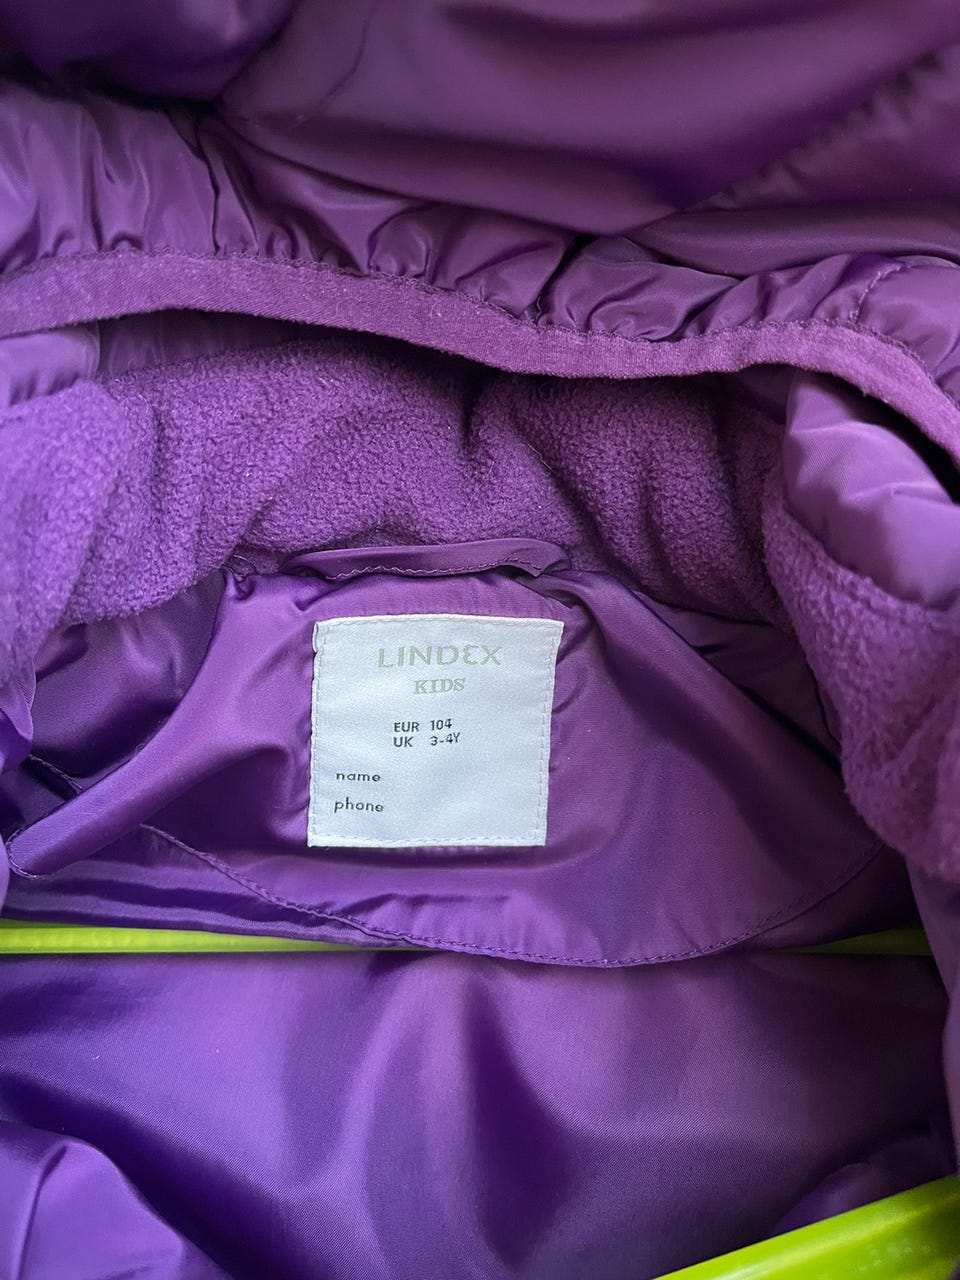 LINDEX
KIDS
EUR 104
UK 3-4Y
name
phone